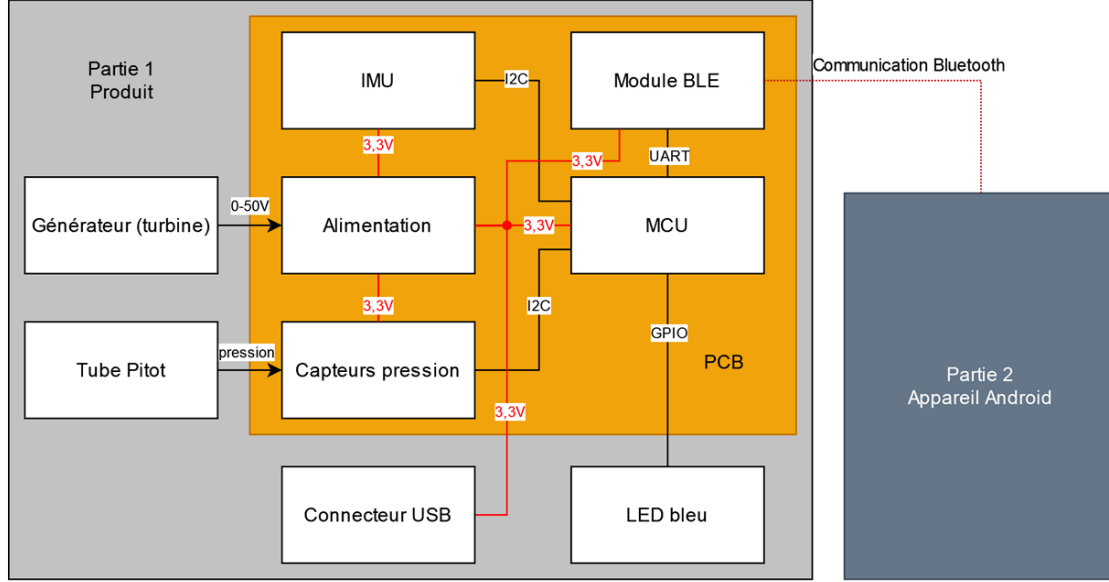 Partie 1
Produit
IMU
I2C
Module BLE
Communication Bluetooth
3,3V
3,3V
UART
Générateur (turbine)
0-50V
Alimentation
3,3V
MCU
3,3V
I2C
GPIO
Tube Pitot
pression
Capteurs pression
PCB
Partie 2
Appareil Android
3,3V
Connecteur USB
LED bleu